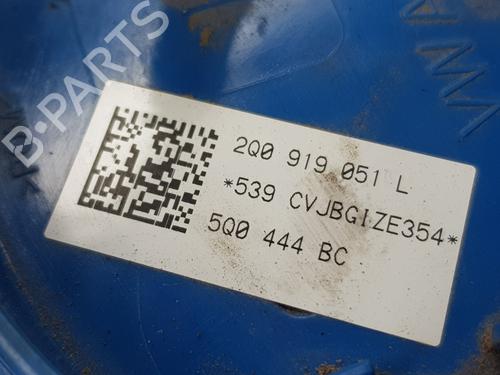 B-PARTS
2Q0 919 051 L
*539 CVJBGIZE354*
5Q0 444 BC